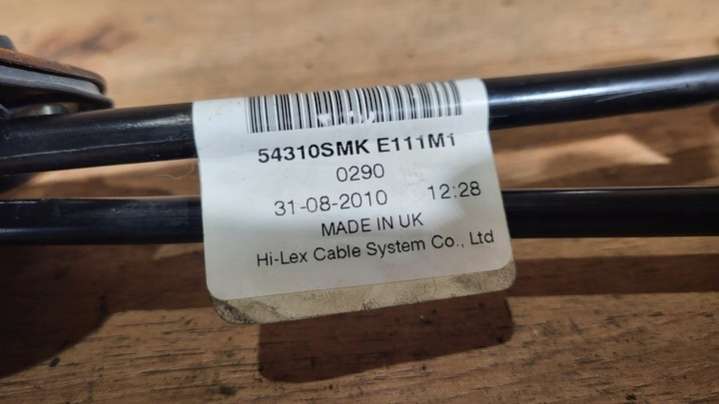 54310SMK E111M1
0290
31-08-2010 12:28
MADE IN UK
Hi-Lex Cable System Co., Ltd